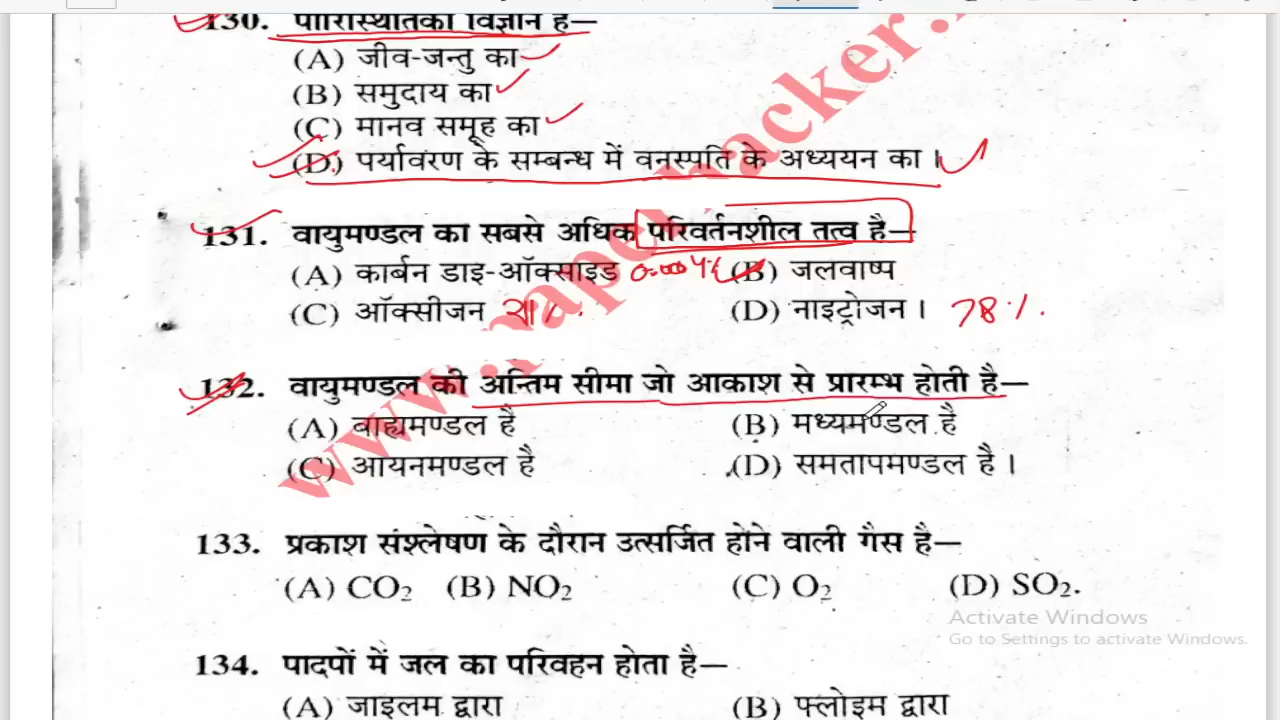 130. पारिस्थितिकी विज्ञान है—
(A) जीव-जन्तु का
(B) समुदाय का
(C) मानव समूह का
(D) पर्यावरण के सम्बन्ध में वनस्पति के अध्ययन का।
131. वायुमण्डल का सबसे अधिक परिवर्तनशील तत्व है—
(A) कार्बन डाइ-ऑक्साइड (B) जलवाष्प
(C) ऑक्सीजन 21%. (D) नाइट्रोजन। 78%.
132. वायुमण्डल की अन्तिम सीमा जो आकाश से प्रारम्भ होती है—
(A) बाह्यमण्डल है (B) मध्यमण्डल है
(C) आयनमण्डल है (D) समतापमण्डल है।
133. प्रकाश संश्लेषण के दौरान उत्सर्जित होने वाली गैस है—
(A) CO₂ (B) NO₂ (C) O₂ (D) SO₂.
134. पादपों में जल का परिवहन होता है—
(A) जाइलम द्वारा (B) फ्लोइम द्वारा
Activate Windows
Go to Settings to activate Windows.